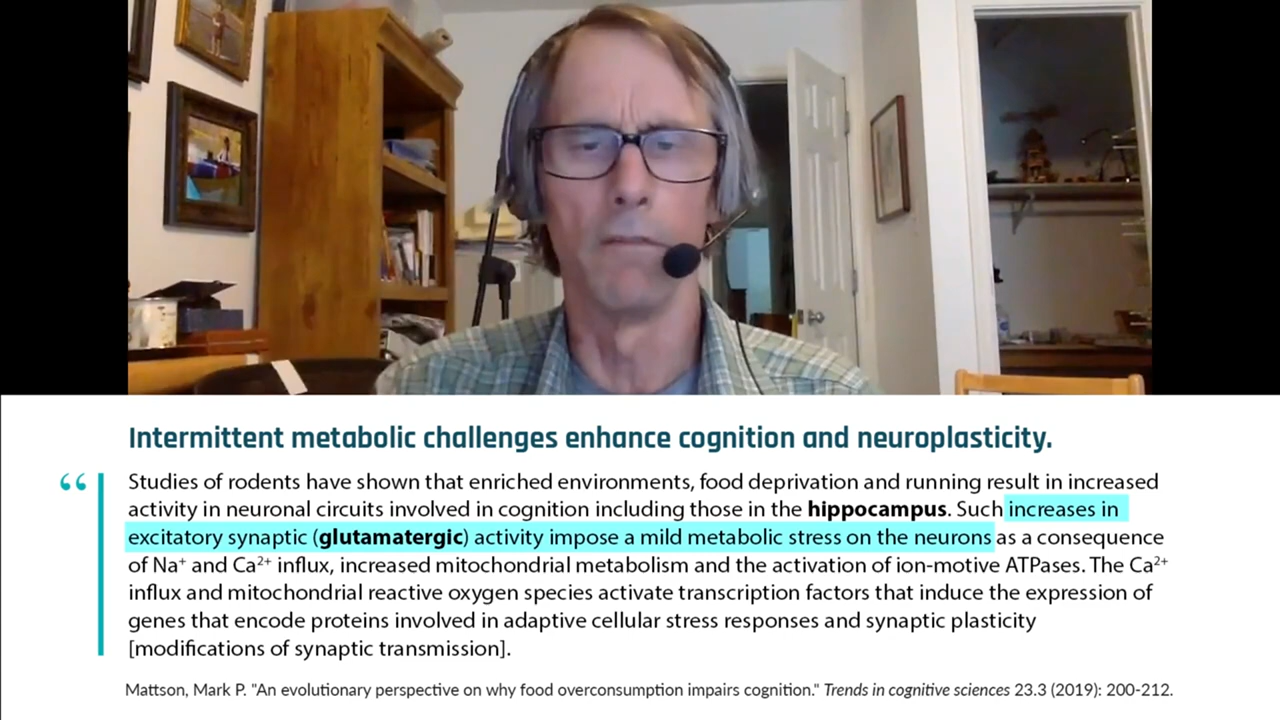 Intermittent metabolic challenges enhance cognition and neuroplasticity.
“ Studies of rodents have shown that enriched environments, food deprivation and running result in increased
activity in neuronal circuits involved in cognition including those in the hippocampus. Such increases in
excitatory synaptic (glutamatergic) activity impose a mild metabolic stress on the neurons as a consequence
of Na⁺ and Ca²⁺ influx, increased mitochondrial metabolism and the activation of ion-motive ATPases. The Ca²⁺
influx and mitochondrial reactive oxygen species activate transcription factors that induce the expression of
genes that encode proteins involved in adaptive cellular stress responses and synaptic plasticity
[modifications of synaptic transmission].
Mattson, Mark P. "An evolutionary perspective on why food overconsumption impairs cognition." Trends in cognitive sciences 23.3 (2019): 200-212.